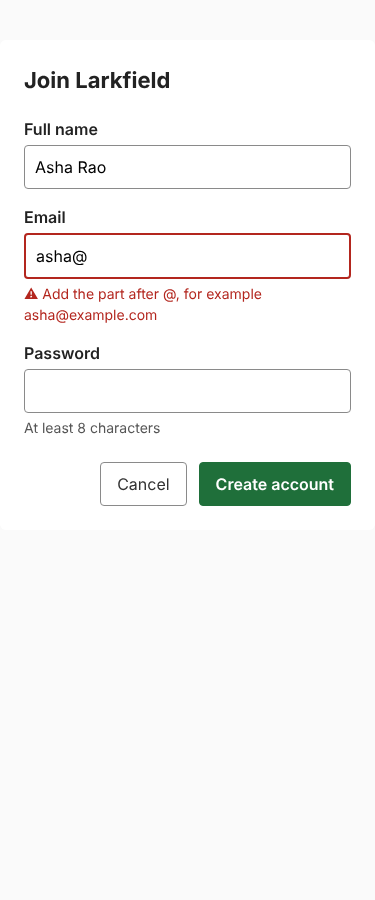 Join Larkfield
Full name
Asha Rao
Email
asha@
⚠ Add the part after @, for example
asha@example.com
Password
At least 8 characters
Cancel
Create account